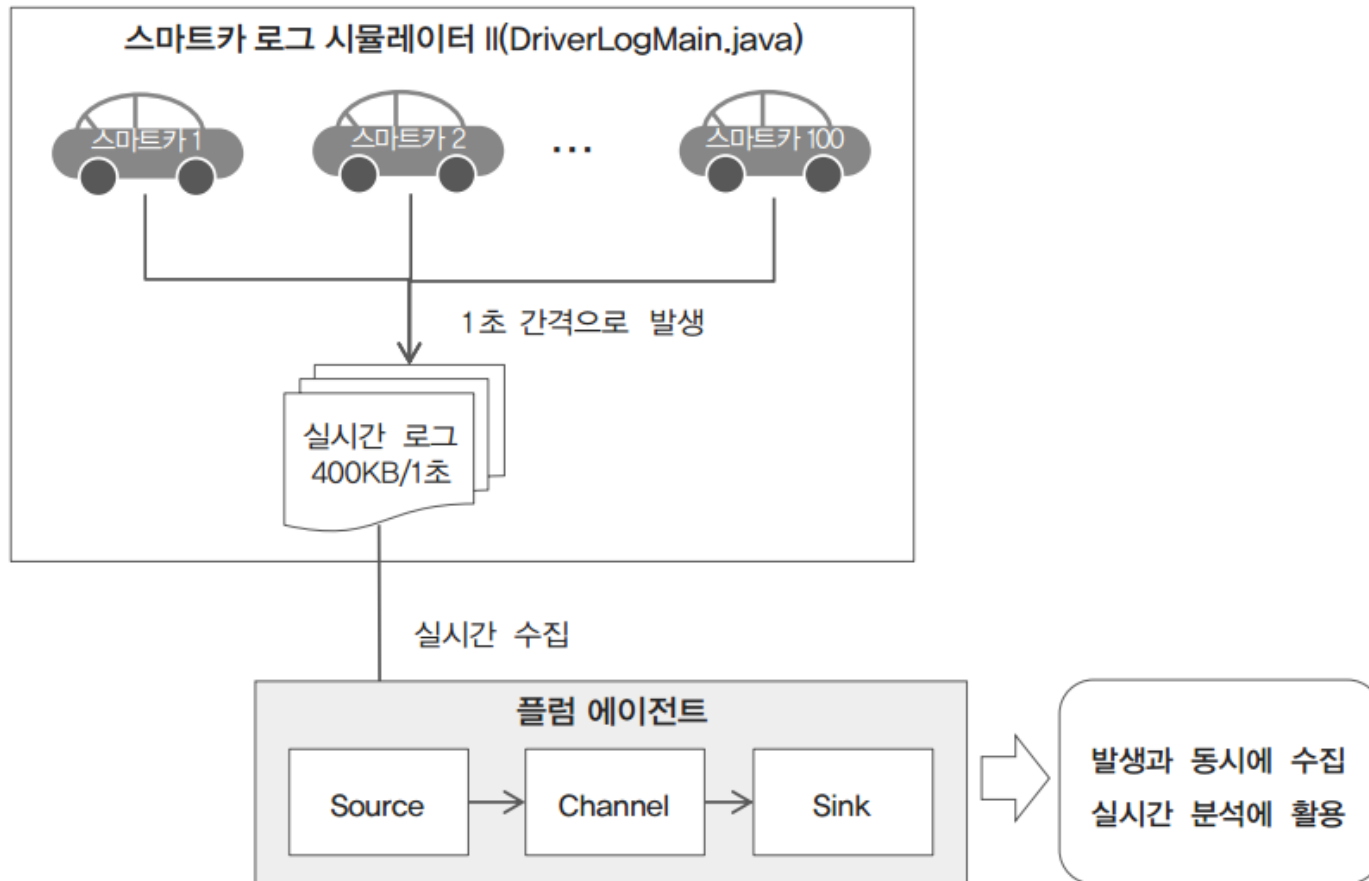 스마트카 로그 시뮬레이터 II(DriverLogMain.java)
스마트카 1
스마트카 2
...
스마트카 100
1초 간격으로 발생
실시간 로그
400KB/1초
실시간 수집
플럼 에이전트
Source
Channel
Sink
발생과 동시에 수집
실시간 분석에 활용